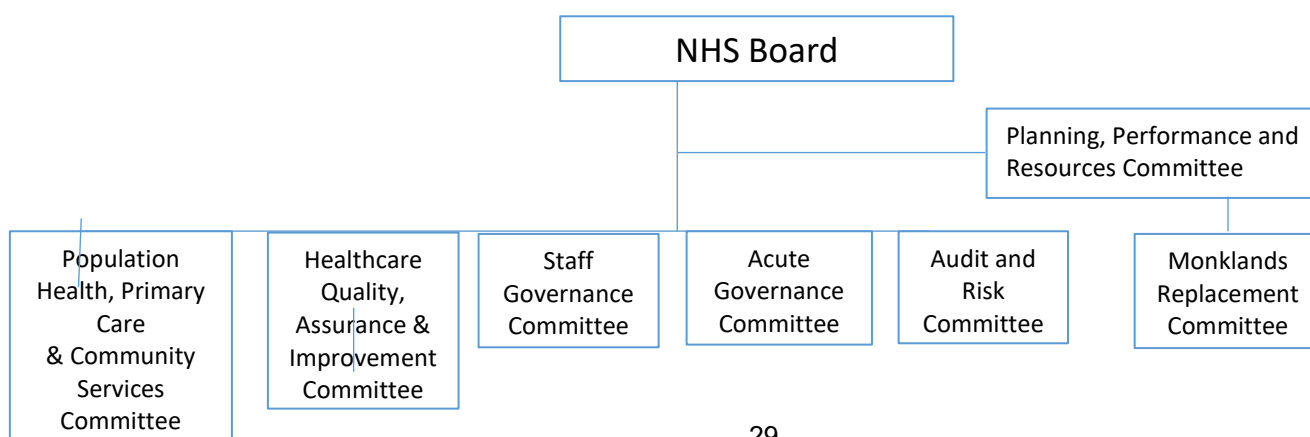 NHS Board
Planning, Performance and
Resources Committee
Population
Health, Primary
Care
& Community
Services
Committee
Healthcare
Quality,
Assurance &
Improvement
Committee
Staff
Governance
Committee
Acute
Governance
Committee
Audit and
Risk
Committee
Monklands
Replacement
Committee
29